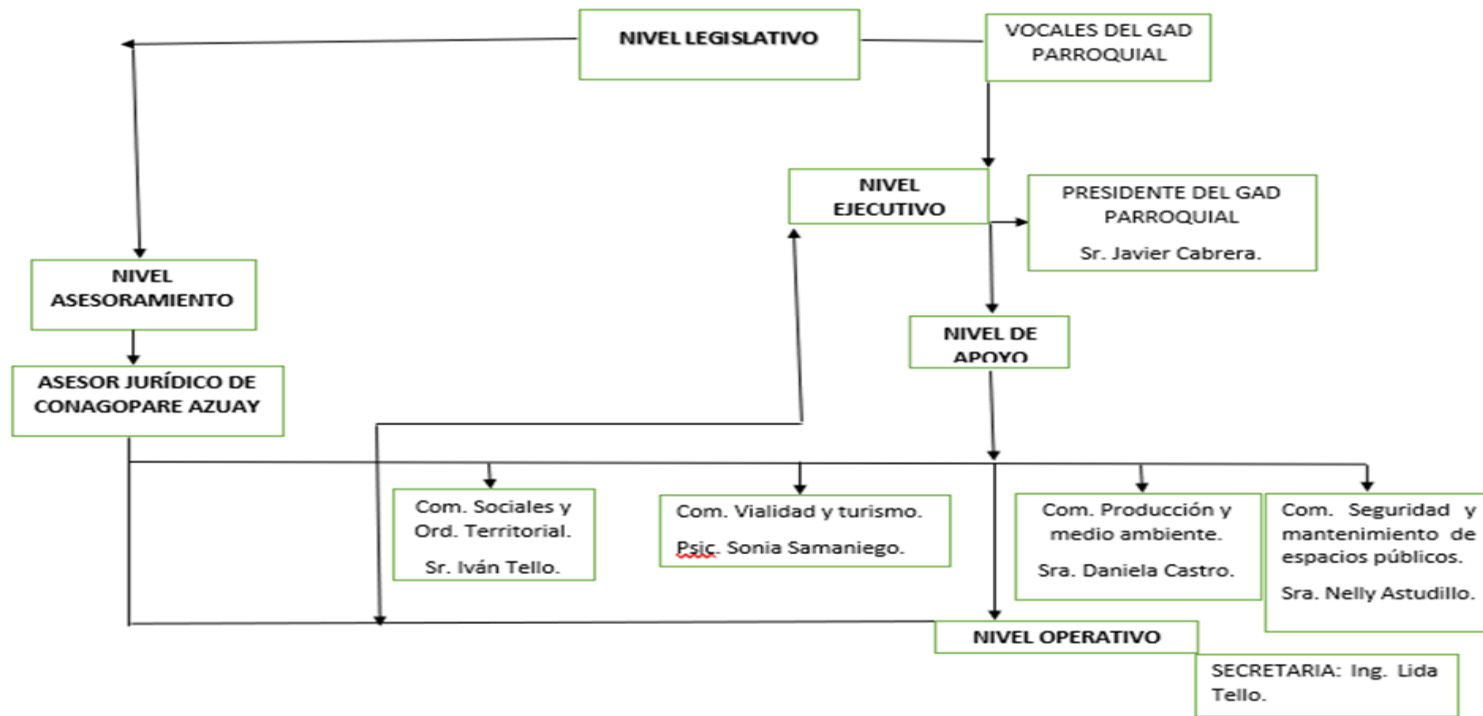 NIVEL LEGISLATIVO
VOCALES DEL GAD
PARROQUIAL
NIVEL
EJECUTIVO
PRESIDENTE DEL GAD
PARROQUIAL
Sr. Javier Cabrera.
NIVEL
ASESORAMIENTO
NIVEL DE
APOYO
ASESOR JURÍDICO DE
CONAGOPARE AZUAY
Com. Sociales y
Ord. Territorial.
Sr. Iván Tello.
Com. Vialidad y turismo.
Psic. Sonia Samaniego.
Com. Producción y
medio ambiente.
Sra. Daniela Castro.
Com. Seguridad y
mantenimiento de
espacios públicos.
Sra. Nelly Astudillo.
NIVEL OPERATIVO
SECRETARIA: Ing. Lida
Tello.